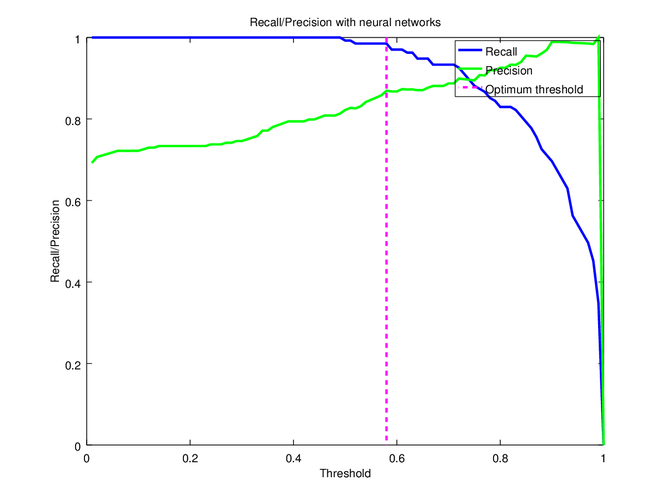 Recall/Precision with neural networks
1
0.8
0.6
0.4
0.2
0
Recall/Precision
Recall
Precision
Optimum threshold
0 0.2 0.4 0.6 0.8 1
Threshold